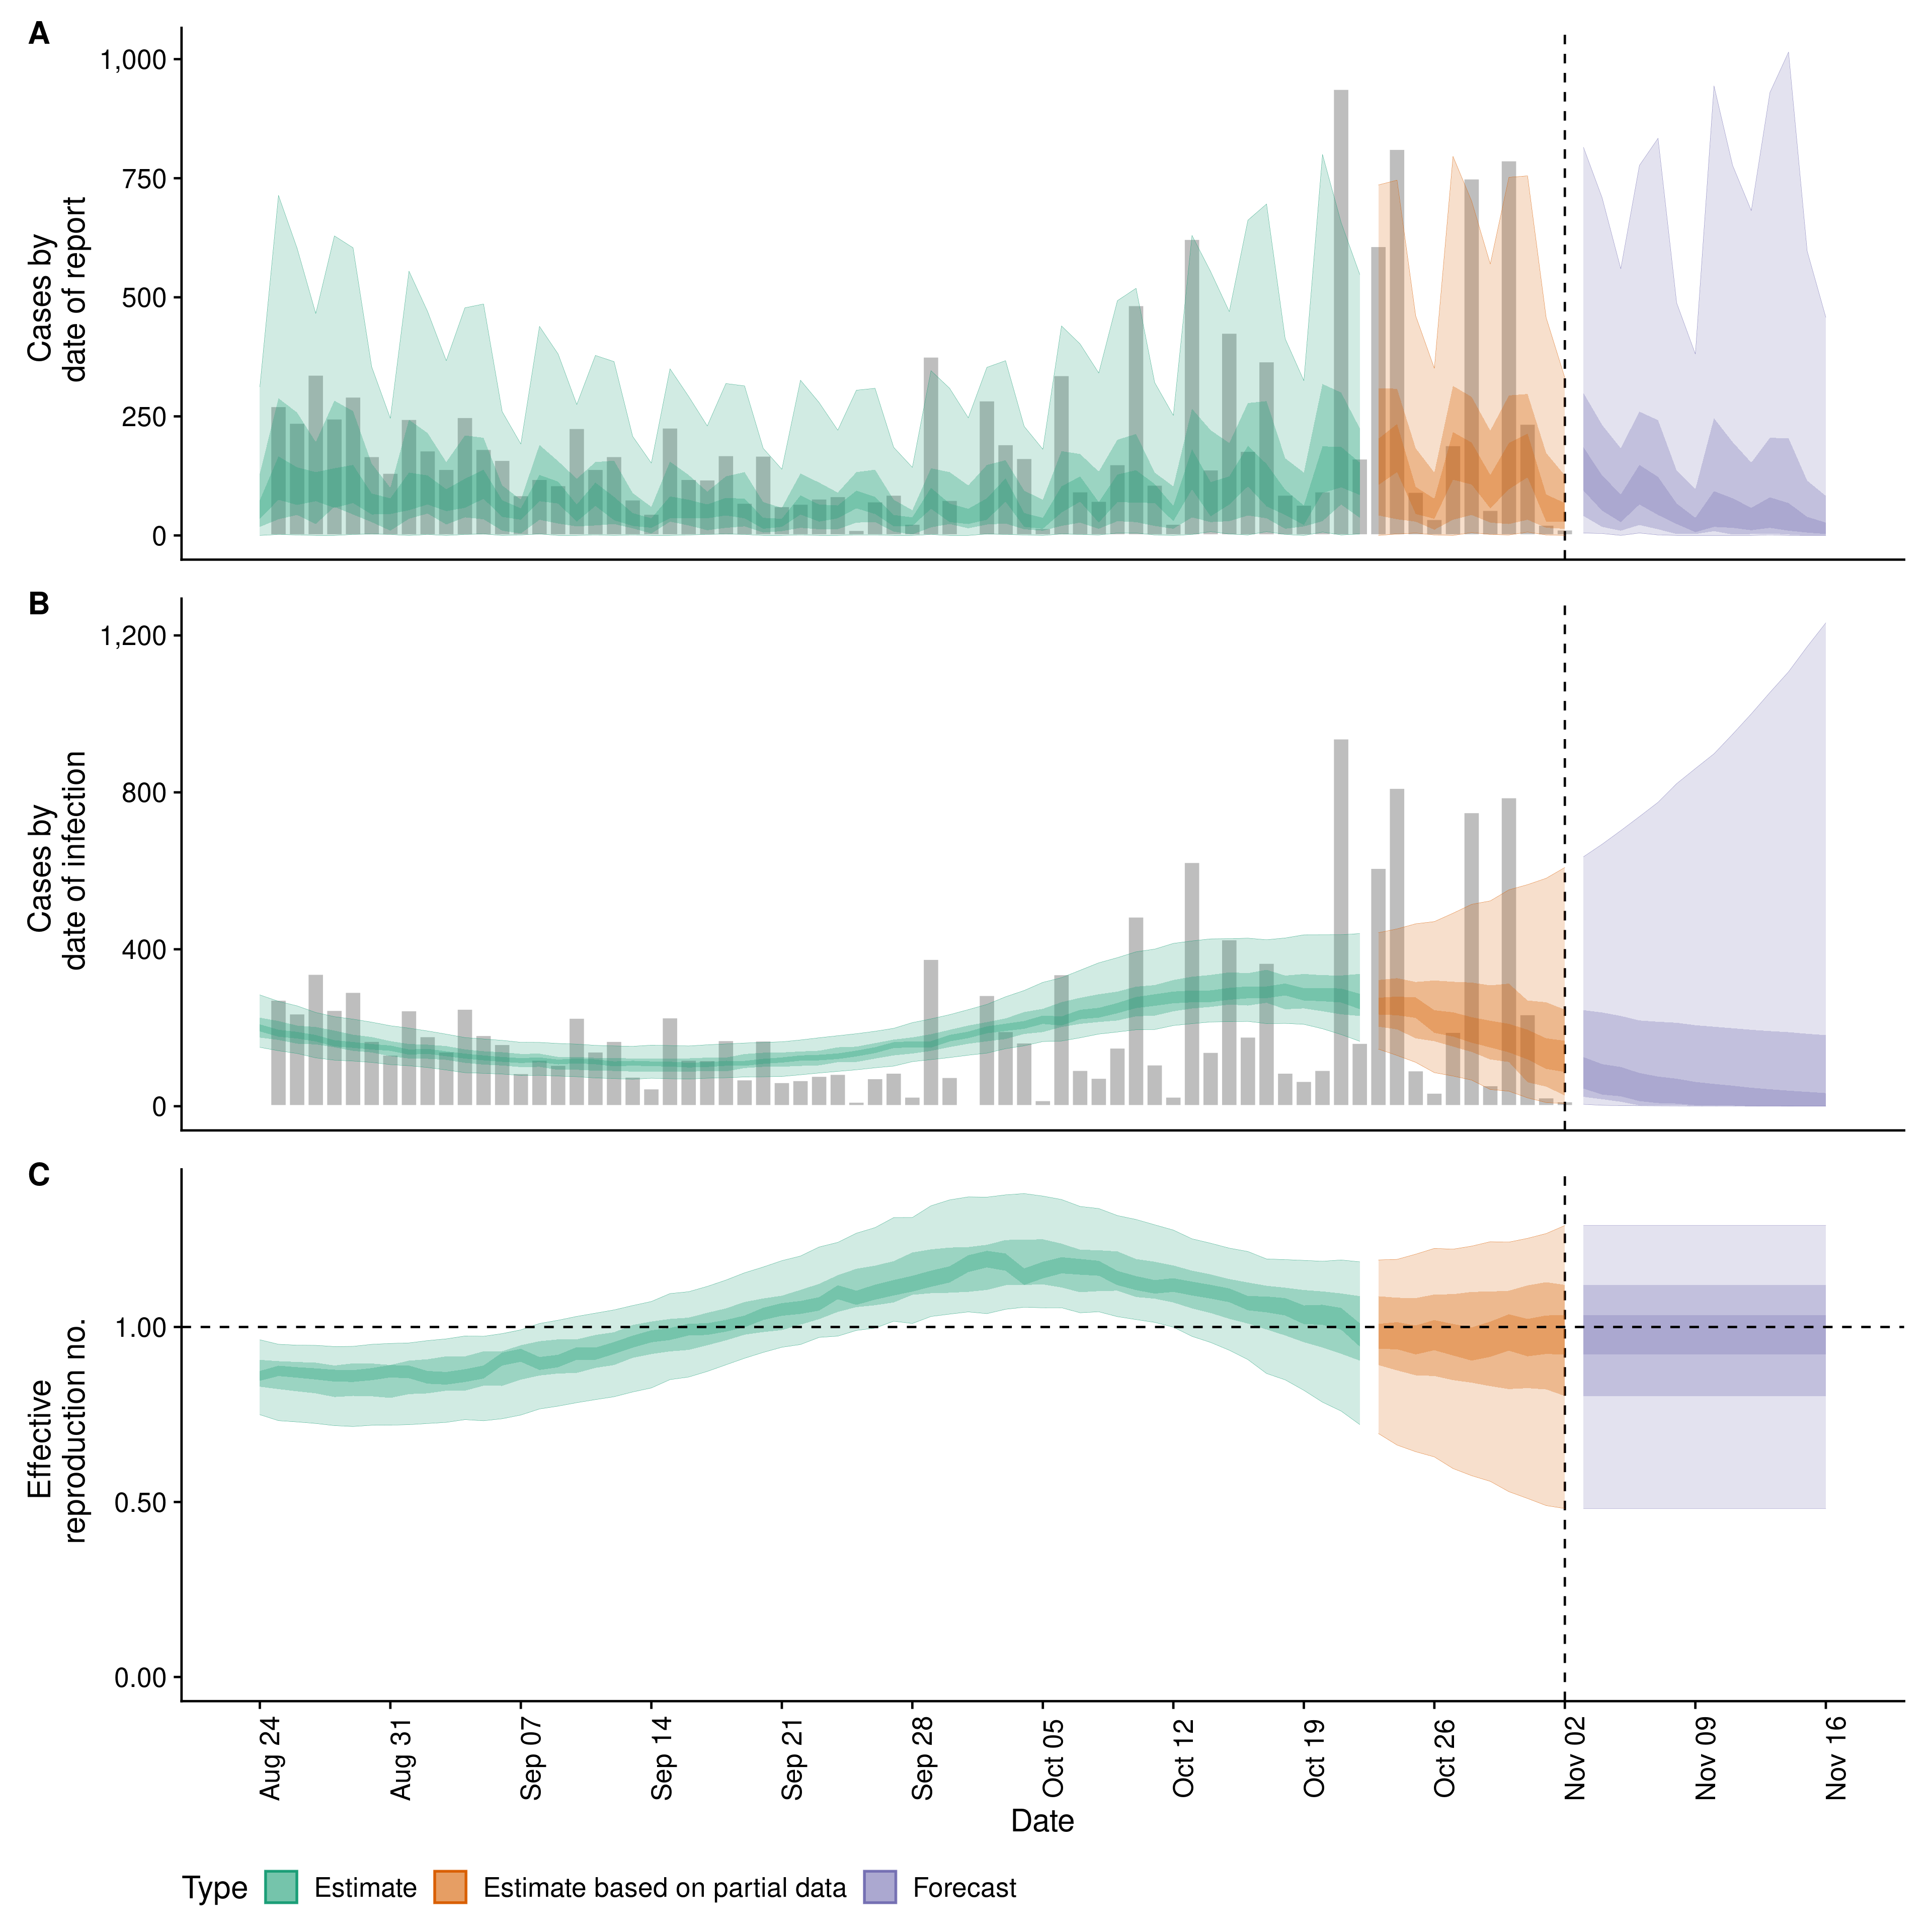 A
1,000
750
500
250
0
Cases by
date of report
B
1,200
800
400
0
Cases by
date of infection
C
1.00
0.50
0.00
Effective
reproduction no.
Aug 24
Aug 31
Sep 07
Sep 14
Sep 21
Sep 28
Oct 05
Oct 12
Oct 19
Oct 26
Nov 02
Nov 09
Nov 16
Date
Type Estimate Estimate based on partial data Forecast